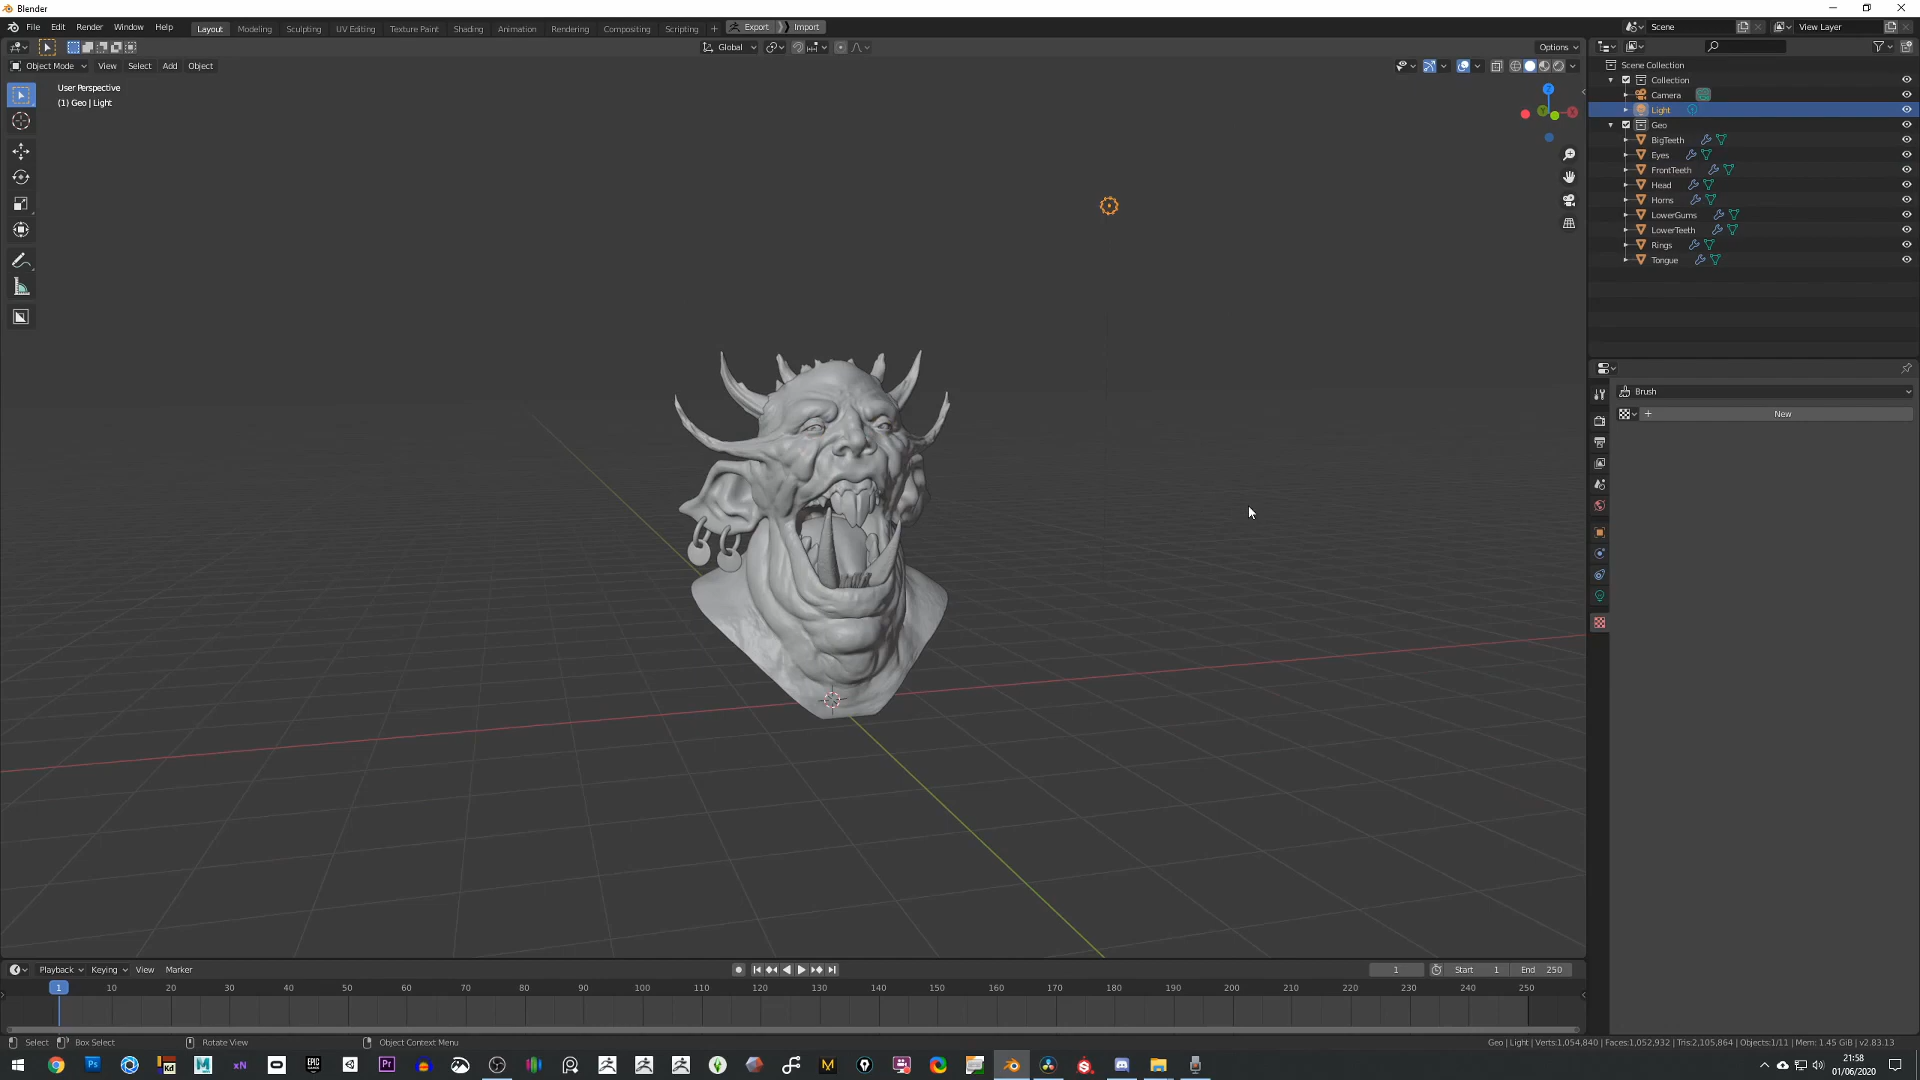 Blender
File Edit Render Window Help
Layout Modeling Sculpting UV Editing Texture Paint Shading Animation Rendering Compositing Scripting + Export Import
Scene View Layer
Global Options
Object Mode View Select Add Object
User Perspective
(1) Geo | Light
Z
Y X
Scene Collection
Collection
Camera
Light
Geo
BigTeeth
Eyes
FrontTeeth
Head
Horns
LowerGums
LowerTeeth
Rings
Tongue
Brush
+ New
Playback Keying View Marker 1 Start 1 End 250
1 10 20 30 40 50 60 70 80 90 100 110 120 130 140 150 160 170 180 190 200 210 220 230 240 250
Select Box Select Rotate View Object Context Menu
Geo | Light | Verts:1,054,840 | Faces:1,052,932 | Tris:2,105,864 | Objects:1/11 | Mem: 1.45 GiB | v2.83.13
Ps Kd M xN EPIC GAMES Pr M S
21:58
01/06/2020